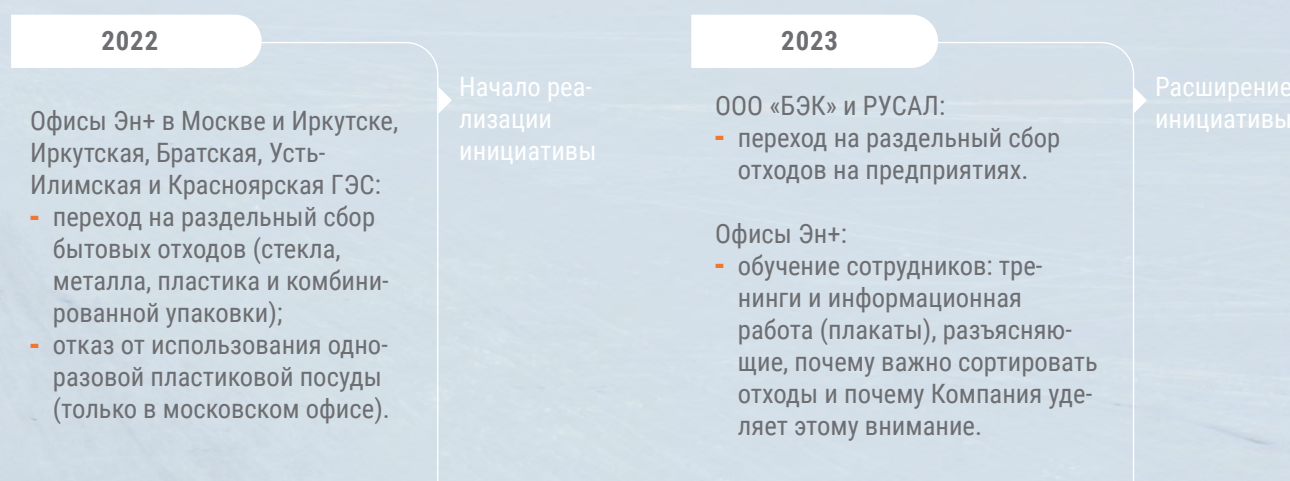 2022
Офисы Эн+ в Москве и Иркутске,
Иркутская, Братская, Усть-
Илимская и Красноярская ГЭС:
- переход на раздельный сбор
бытовых отходов (стекла,
металла, пластика и комбини-
рованной упаковки);
- отказ от использования одно-
разовой пластиковой посуды
(только в московском офисе).
Начало реа-
лизации
инициативы
2023
ООО «БЭК» и РУСАЛ:
- переход на раздельный сбор
отходов на предприятиях.
Офисы Эн+:
- обучение сотрудников: тре-
нинги и информационная
работа (плакаты), разъясняю-
щие, почему важно сортировать
отходы и почему Компания уде-
ляет этому внимание.
Расширение
инициативы